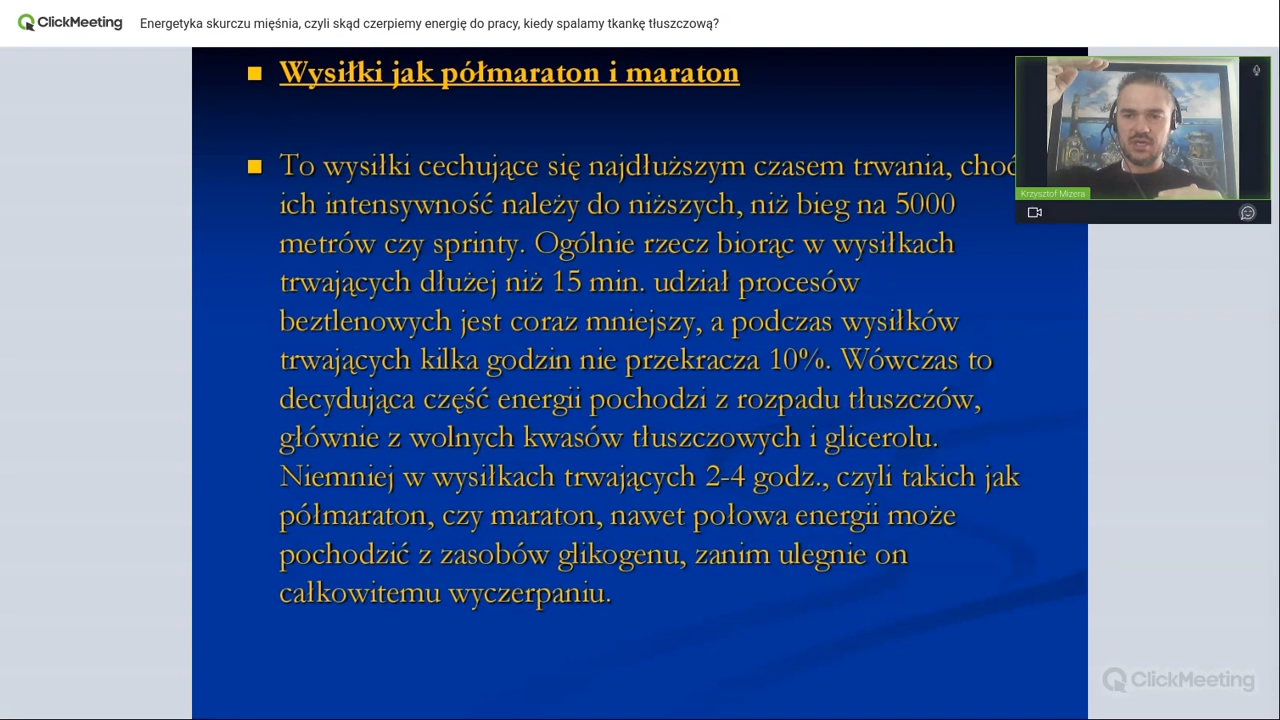 ClickMeeting
Energetyka skurczu mięśnia, czyli skąd czerpiemy energię do pracy, kiedy spalamy tkankę tłuszczową?
Wysiłki jak półmaraton i maraton
To wysiłki cechujące się najdłuższym czasem trwania, choć
ich intensywność należy do niższych, niż bieg na 5000
metrów czy sprinty. Ogólnie rzecz biorąc w wysiłkach
trwających dłużej niż 15 min. udział procesów
beztlenowych jest coraz mniejszy, a podczas wysiłków
trwających kilka godzin nie przekracza 10%. Wówczas to
decydująca część energii pochodzi z rozpadu tłuszczów,
głównie z wolnych kwasów tłuszczowych i glicerolu.
Niemniej w wysiłkach trwających 2-4 godz., czyli takich jak
półmaraton, czy maraton, nawet połowa energii może
pochodzić z zasobów glikogenu, zanim ulegnie on
całkowitemu wyczerpaniu.
Krzysztof Mizera
ClickMeeting